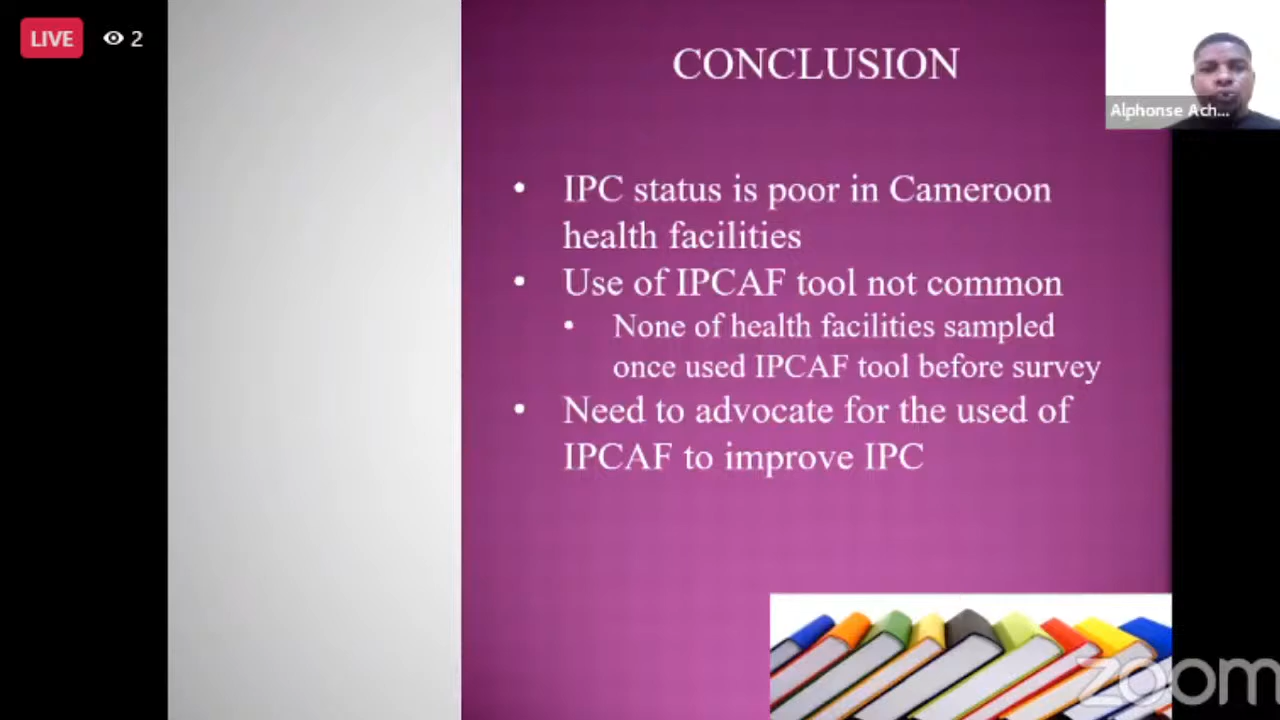 LIVE
2
CONCLUSION
Alphonse Ach...
• IPC status is poor in Cameroon
health facilities
• Use of IPCAF tool not common
• None of health facilities sampled
once used IPCAF tool before survey
• Need to advocate for the used of
IPCAF to improve IPC
zoom